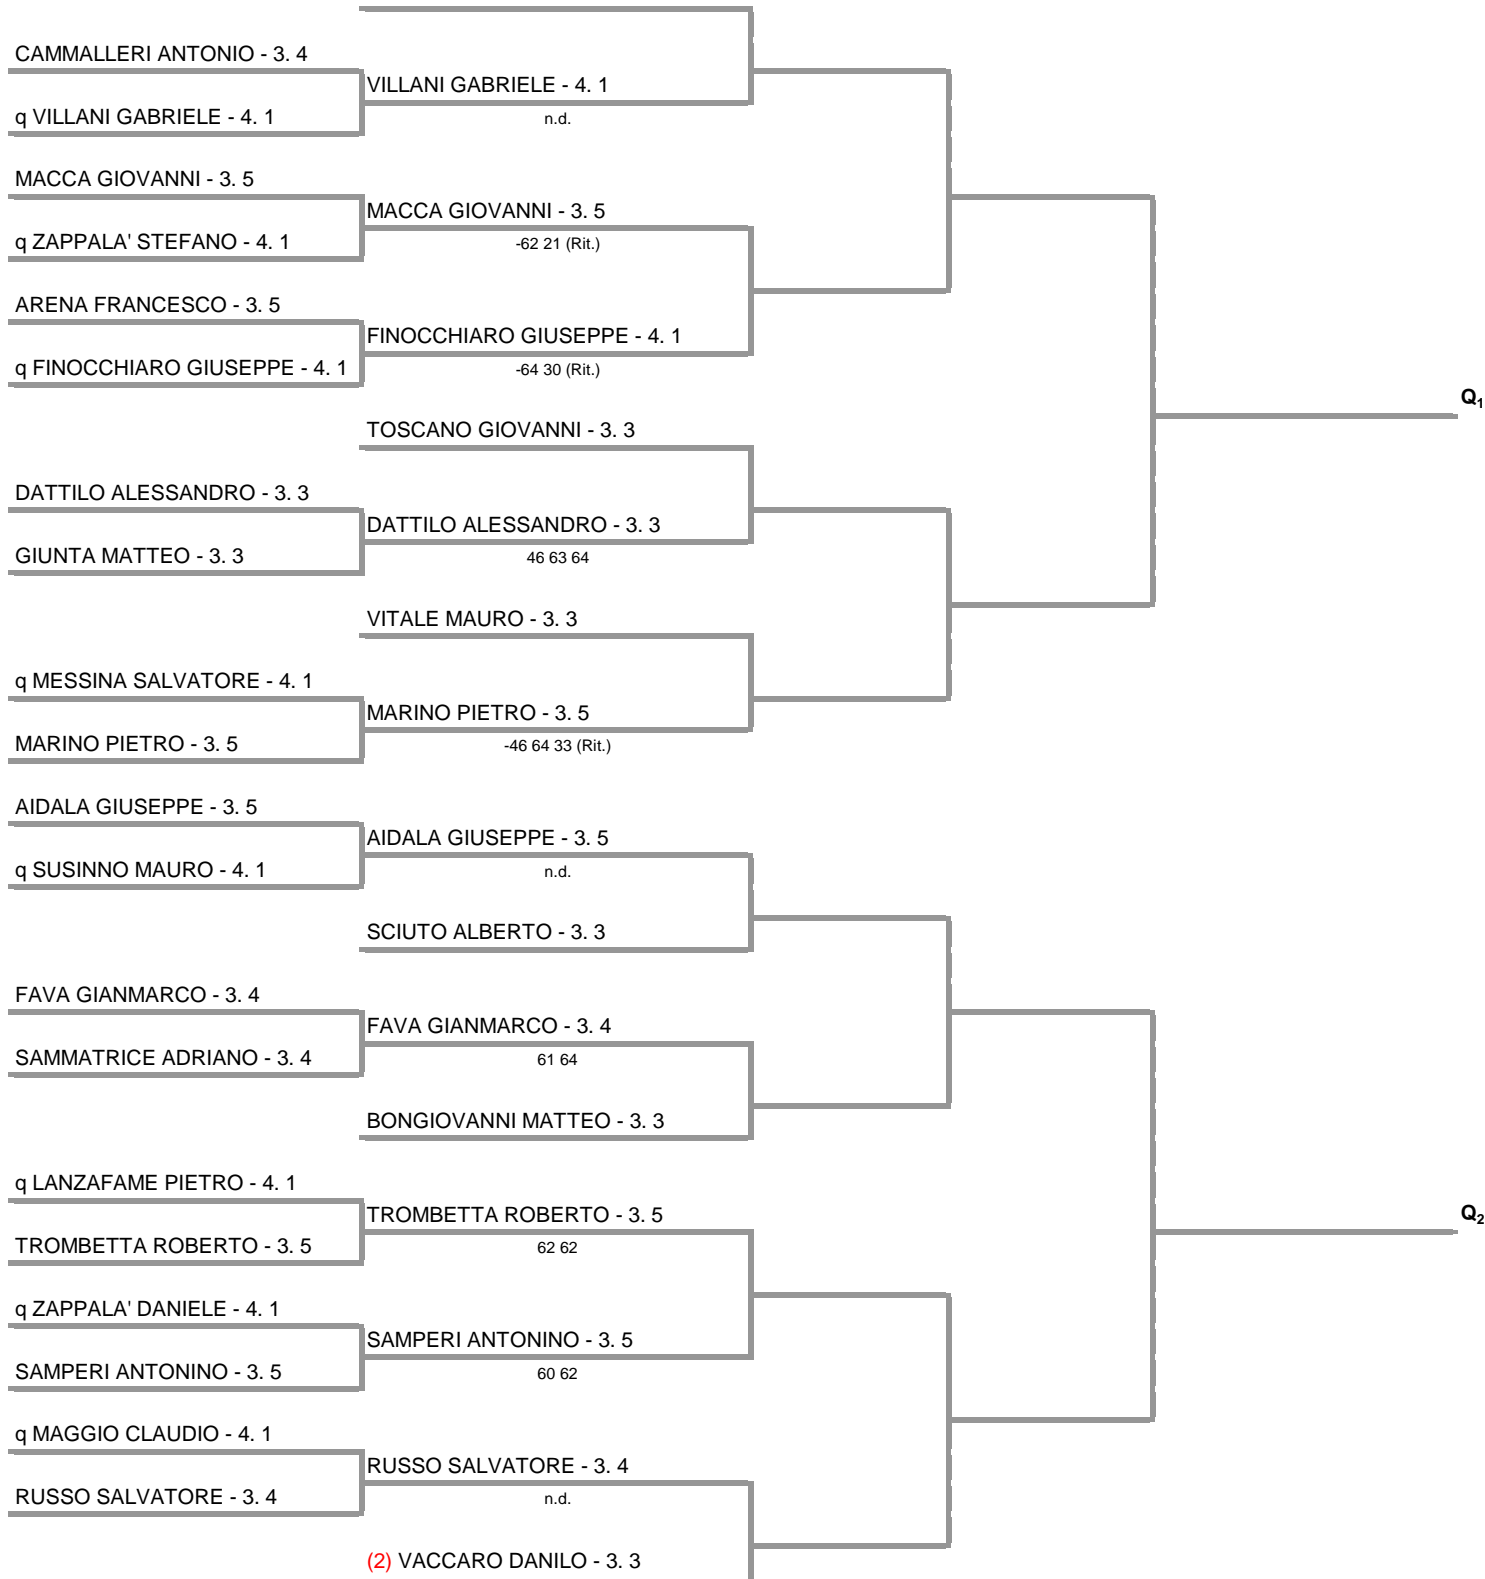 CAMMALLERI ANTONIO - 3. 4
VILLANI GABRIELE - 4. 1
q VILLANI GABRIELE - 4. 1
n.d.
MACCA GIOVANNI - 3. 5
MACCA GIOVANNI - 3. 5
q ZAPPALA' STEFANO - 4. 1
-62 21 (Rit.)
ARENA FRANCESCO - 3. 5
FINOCCHIARO GIUSEPPE - 4. 1
q FINOCCHIARO GIUSEPPE - 4. 1
-64 30 (Rit.)
Q1
TOSCANO GIOVANNI - 3. 3
DATTILO ALESSANDRO - 3. 3
DATTILO ALESSANDRO - 3. 3
GIUNTA MATTEO - 3. 3
46 63 64
VITALE MAURO - 3. 3
q MESSINA SALVATORE - 4. 1
MARINO PIETRO - 3. 5
MARINO PIETRO - 3. 5
-46 64 33 (Rit.)
AIDALA GIUSEPPE - 3. 5
AIDALA GIUSEPPE - 3. 5
q SUSINNO MAURO - 4. 1
n.d.
SCIUTO ALBERTO - 3. 3
FAVA GIANMARCO - 3. 4
FAVA GIANMARCO - 3. 4
SAMMATRICE ADRIANO - 3. 4
61 64
BONGIOVANNI MATTEO - 3. 3
q LANZAFAME PIETRO - 4. 1
TROMBETTA ROBERTO - 3. 5
Q2
TROMBETTA ROBERTO - 3. 5
62 62
q ZAPPALA' DANIELE - 4. 1
SAMPERI ANTONINO - 3. 5
SAMPERI ANTONINO - 3. 5
60 62
q MAGGIO CLAUDIO - 4. 1
RUSSO SALVATORE - 3. 4
RUSSO SALVATORE - 3. 4
n.d.
(2) VACCARO DANILO - 3. 3